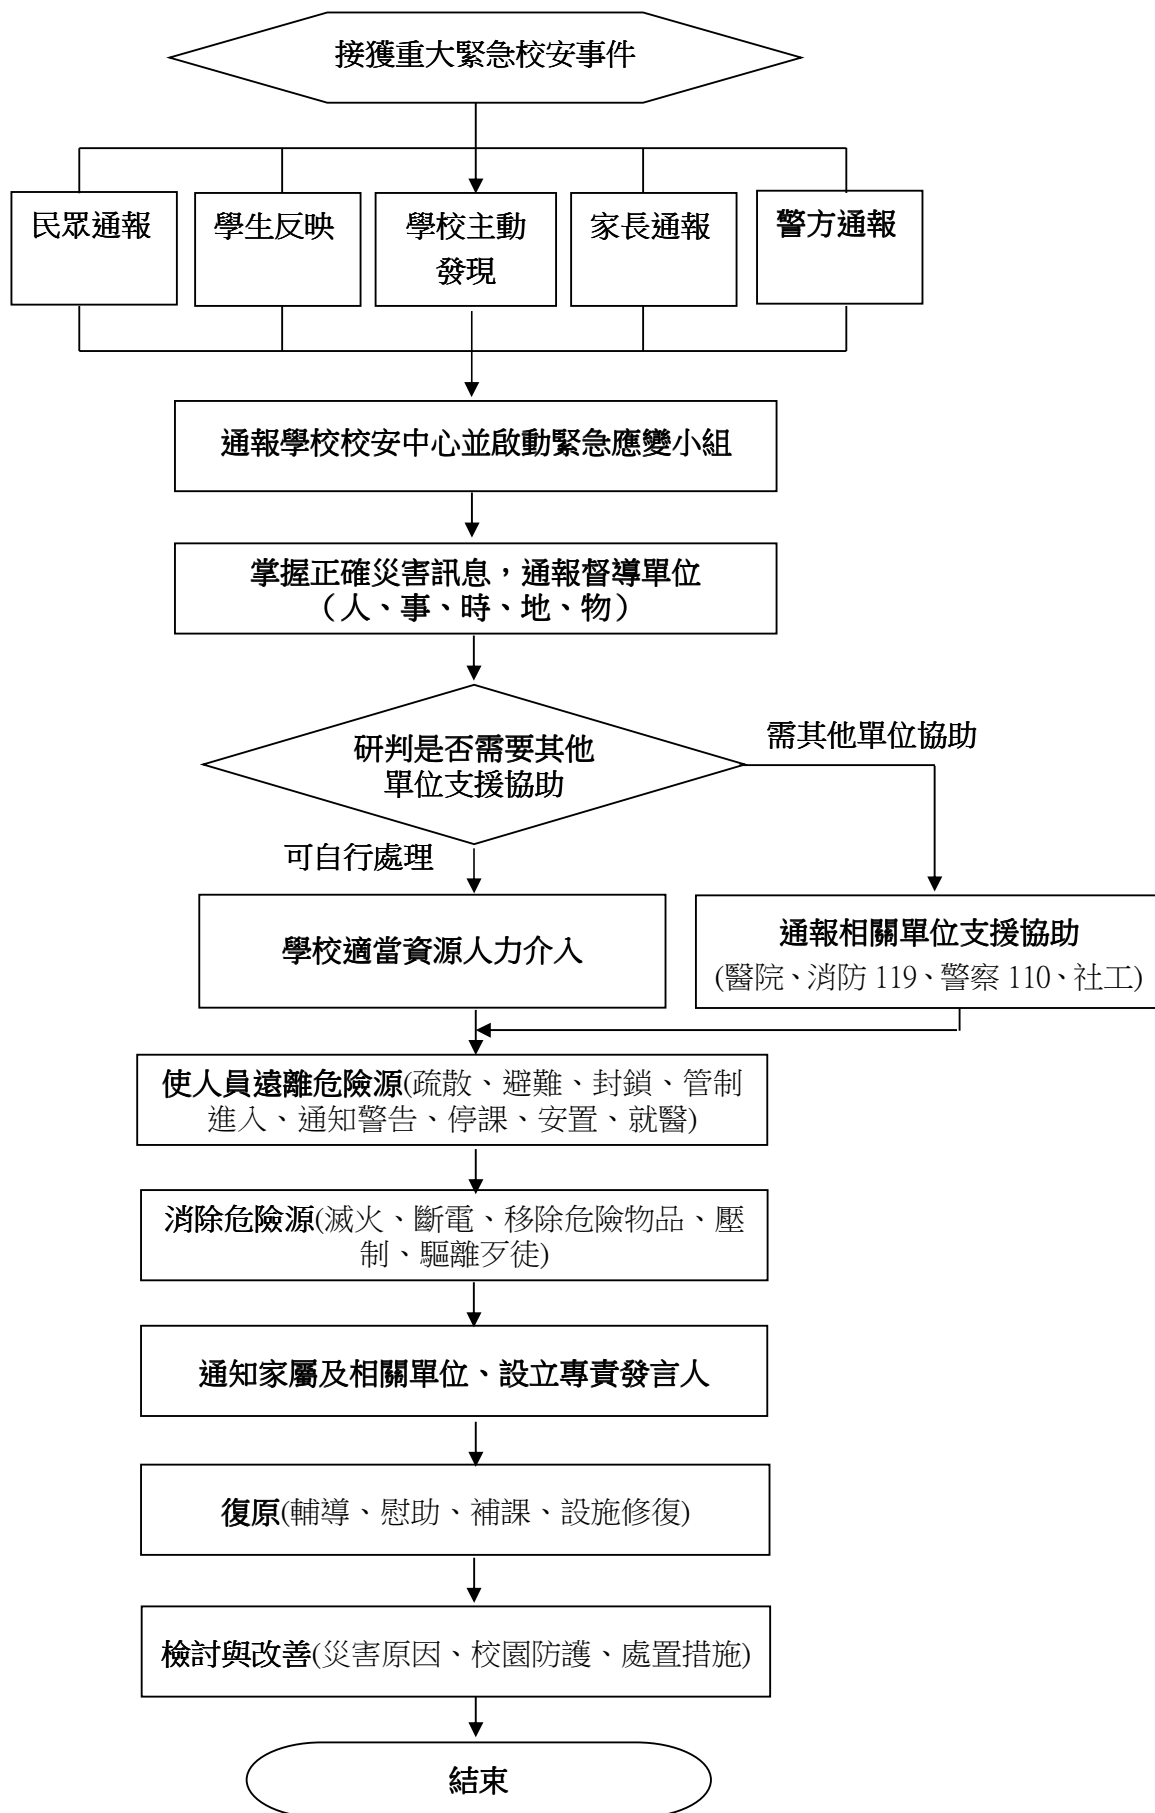 接獲重大緊急校安事件
民眾通報
學生反映
學校主動
發現
家長通報
警方通報
通報學校校安中心並啟動緊急應變小組
掌握正確災害訊息，通報督導單位
（人、事、時、地、物）
研判是否需要其他
單位支援協助
需其他單位協助
可自行處理
學校適當資源人力介入
通報相關單位支援協助
(醫院、消防 119、警察 110、社工)
使人員遠離危險源(疏散、避難、封鎖、管制
進入、通知警告、停課、安置、就醫)
消除危險源(滅火、斷電、移除危險物品、壓
制、驅離歹徒)
通知家屬及相關單位、設立專責發言人
復原(輔導、慰助、補課、設施修復)
檢討與改善(災害原因、校園防護、處置措施)
結束